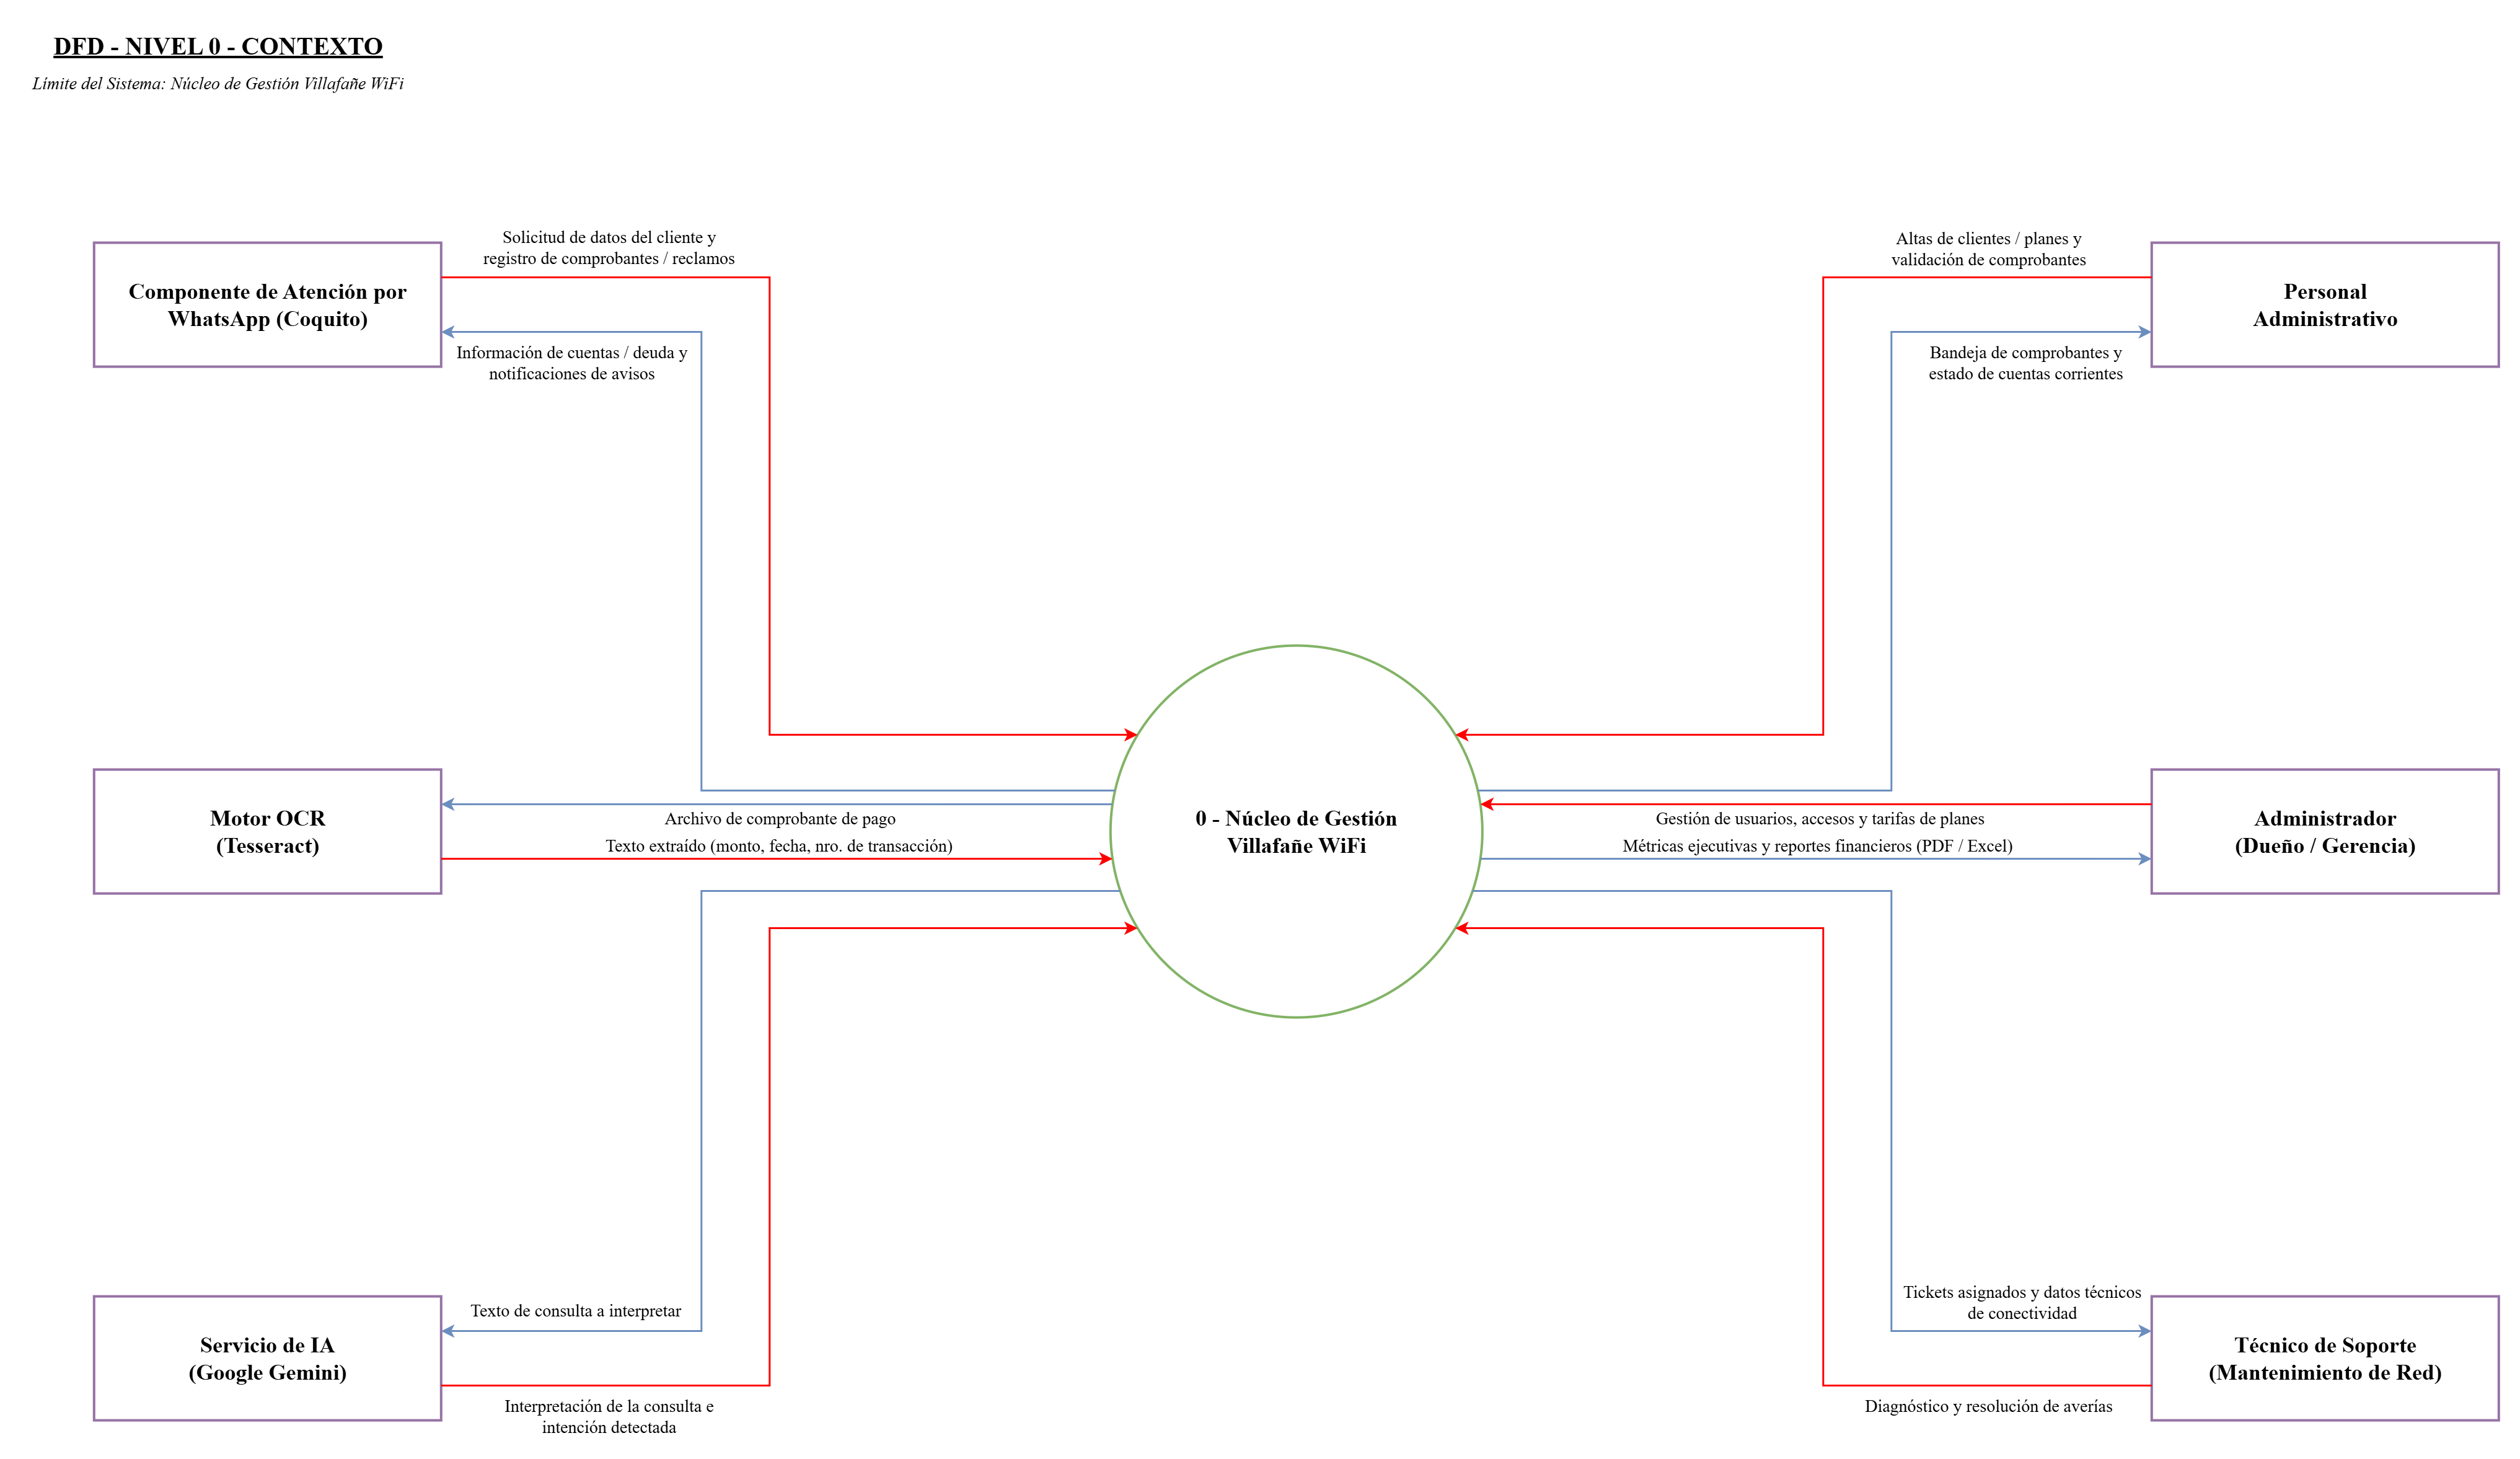 DFD - NIVEL 0 - CONTEXTO
Límite del Sistema: Núcleo de Gestión Villafañe WiFi
Solicitud de datos del cliente y
registro de comprobantes / reclamos
Componente de Atención por
WhatsApp (Coquito)
Información de cuentas / deuda y
notificaciones de avisos
Altas de clientes / planes y
validación de comprobantes
Personal
Administrativo
Bandeja de comprobantes y
estado de cuentas corrientes
Motor OCR
(Tesseract)
Archivo de comprobante de pago
Texto extraído (monto, fecha, nro. de transacción)
0 - Núcleo de Gestión
Villafañe WiFi
Gestión de usuarios, accesos y tarifas de planes
Métricas ejecutivas y reportes financieros (PDF / Excel)
Administrador
(Dueño / Gerencia)
Texto de consulta a interpretar
Servicio de IA
(Google Gemini)
Interpretación de la consulta e
intención detectada
Tickets asignados y datos técnicos
de conectividad
Técnico de Soporte
(Mantenimiento de Red)
Diagnóstico y resolución de averías